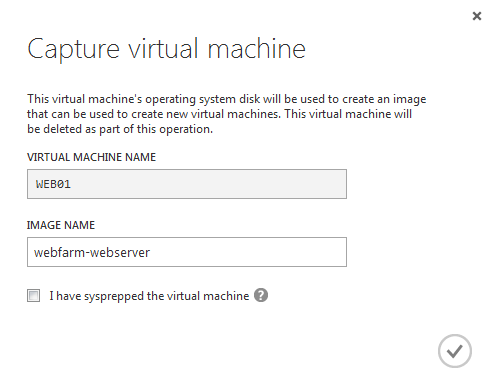 Capture virtual machine
This virtual machine's operating system disk will be used to create an image
that can be used to create new virtual machines. This virtual machine will
be deleted as part of this operation.
VIRTUAL MACHINE NAME
WEB01
IMAGE NAME
webfarm-webserver
I have sysprepped the virtual machine ?